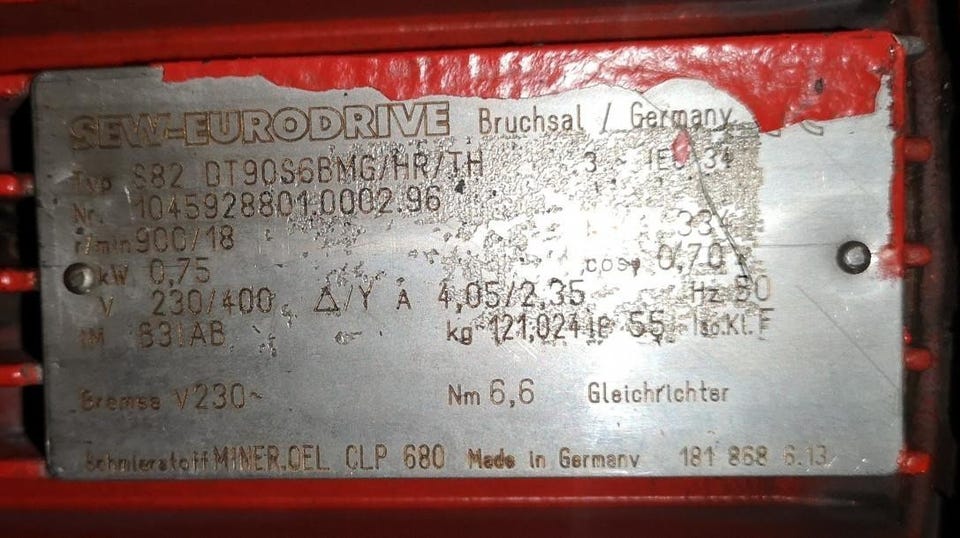 SEW-EURODRIVE Bruchsal / Germany
Typ S82 DT90S6BMG/HR/TH 3 ~ IEC 34
Nr. 1045928801.0002.96
r/min 900/18 33
kW 0,75 cosφ 0,70
V 230/400 Δ/Y A 4,05/2,35 Hz 50
IM B3IAB kg 121,024 IP 55 Iso.Kl. F
Bremse V230~ Nm 6,6 Gleichrichter
Schmierstoff MINER.OEL CLP 680 Made in Germany 181 868 6.13